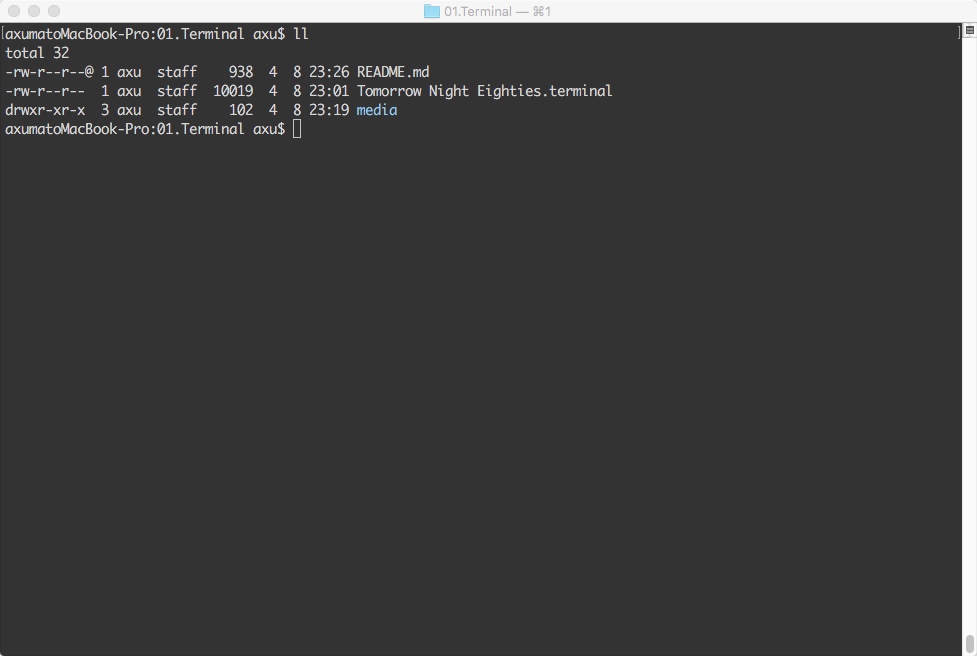 01.Terminal — ⌘1
[axumatoMacBook-Pro:01.Terminal axu$ ll ]
total 32
-rw-r--r--@ 1 axu  staff    938  4  8 23:26 README.md
-rw-r--r--  1 axu  staff  10019  4  8 23:01 Tomorrow Night Eighties.terminal
drwxr-xr-x  3 axu  staff    102  4  8 23:19 media
axumatoMacBook-Pro:01.Terminal axu$